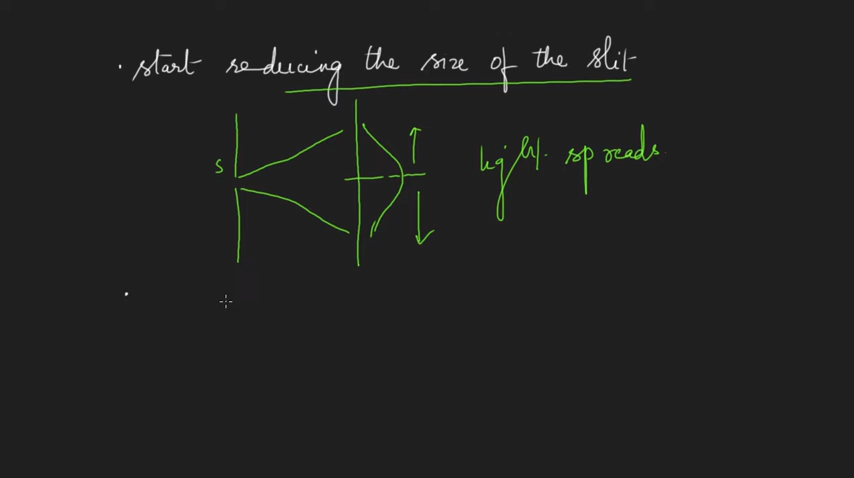 · start reducing the size of the slit
S
light spreads